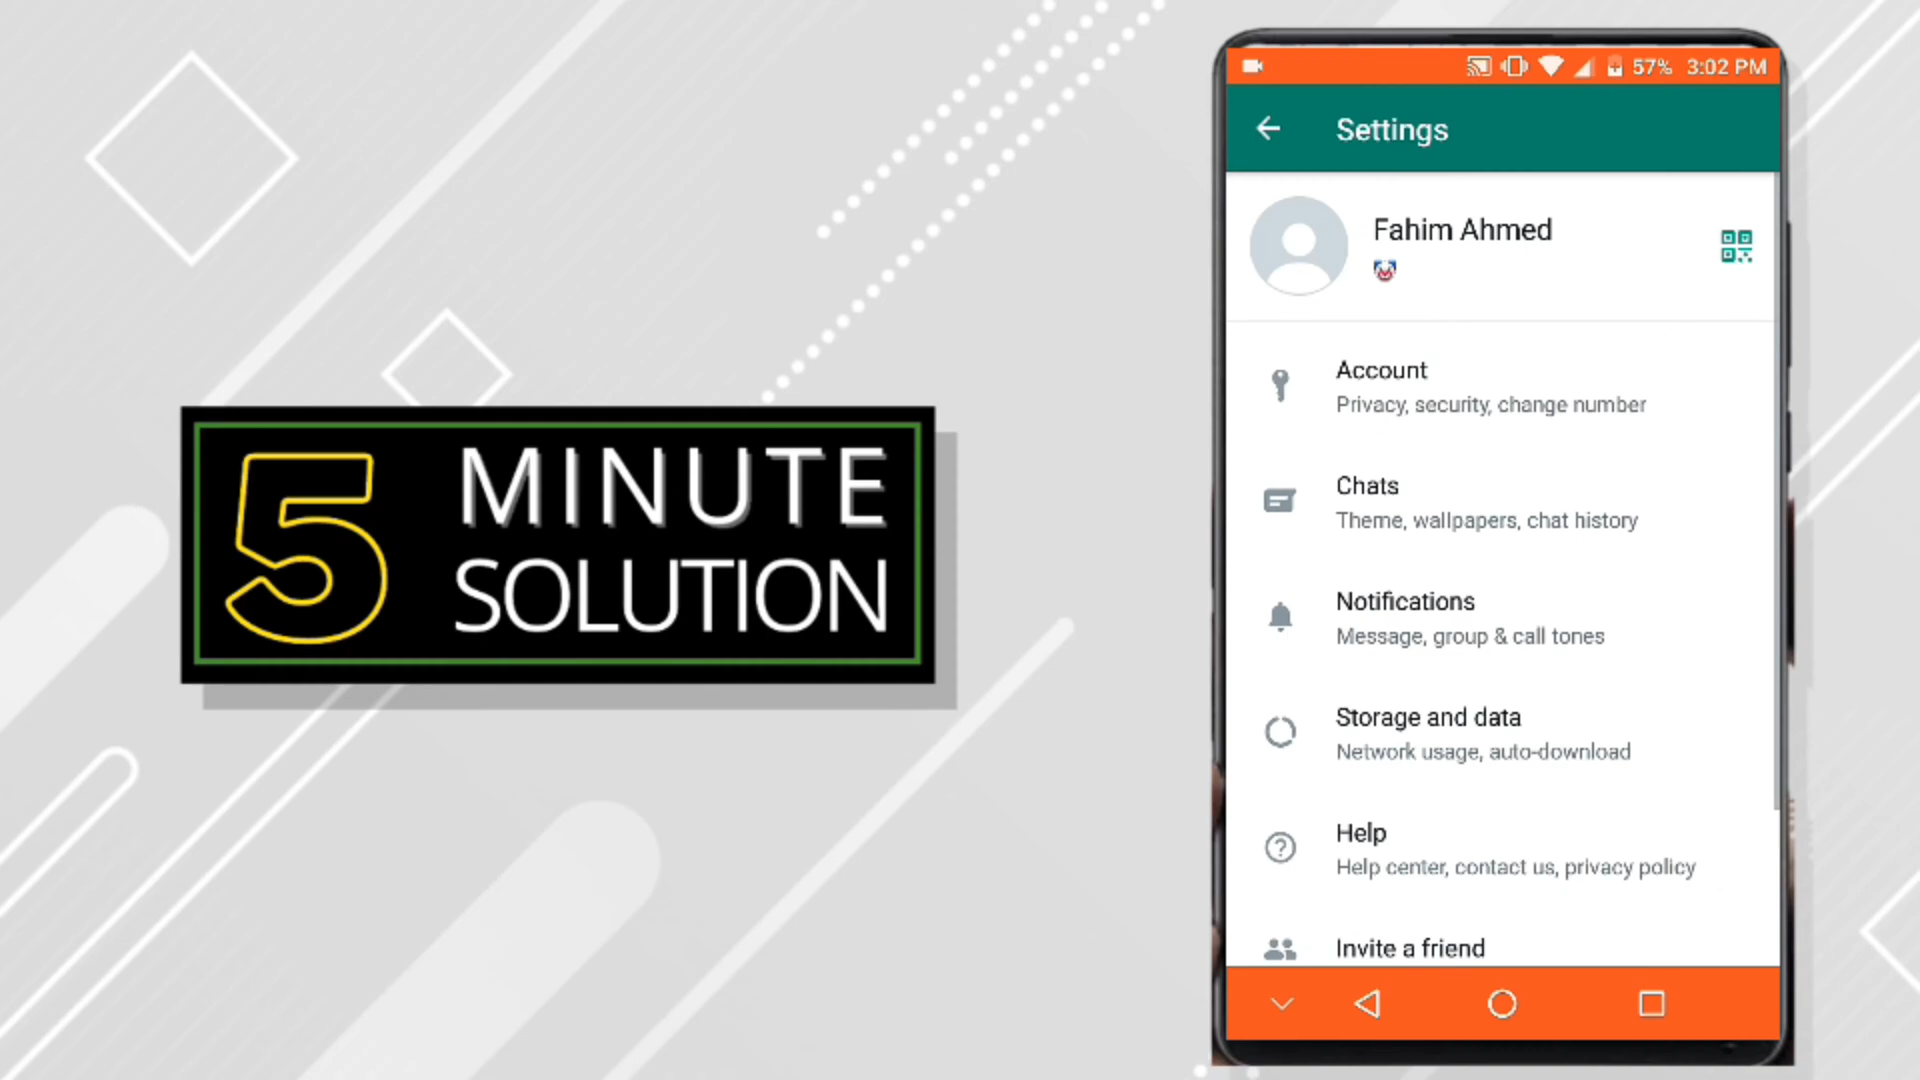 5 MINUTE
SOLUTION
57% 3:02 PM
Settings
Fahim Ahmed
Account
Privacy, security, change number
Chats
Theme, wallpapers, chat history
Notifications
Message, group & call tones
Storage and data
Network usage, auto-download
Help
Help center, contact us, privacy policy
Invite a friend